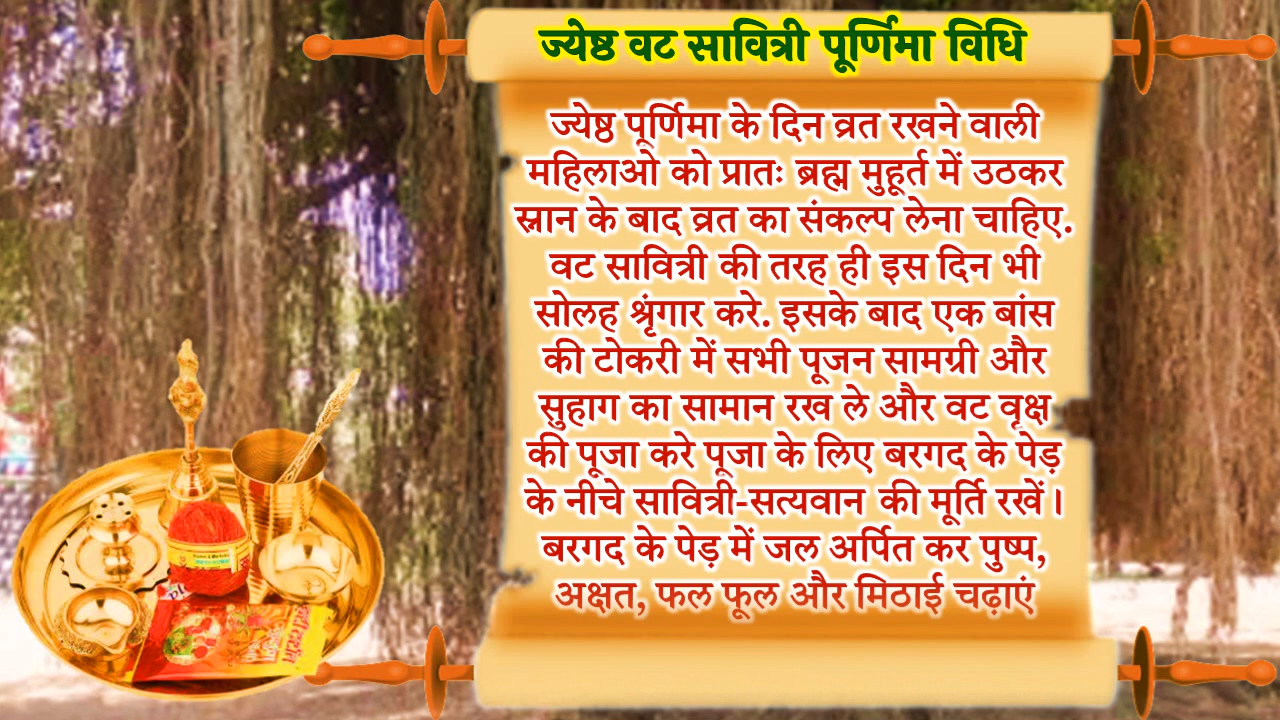 ज्येष्ठ वट सावित्री पूर्णिमा विधि
ज्येष्ठ पूर्णिमा के दिन व्रत रखने वाली
महिलाओ को प्रातः ब्रह्म मुहूर्त में उठकर
स्नान के बाद व्रत का संकल्प लेना चाहिए.
वट सावित्री की तरह ही इस दिन भी
सोलह श्रृंगार करे. इसके बाद एक बांस
की टोकरी में सभी पूजन सामग्री और
सुहाग का सामान रख ले और वट वृक्ष
की पूजा करे पूजा के लिए बरगद के पेड़
के नीचे सावित्री-सत्यवान की मूर्ति रखें।
बरगद के पेड़ में जल अर्पित कर पुष्प,
अक्षत, फल फूल और मिठाई चढ़ाएं